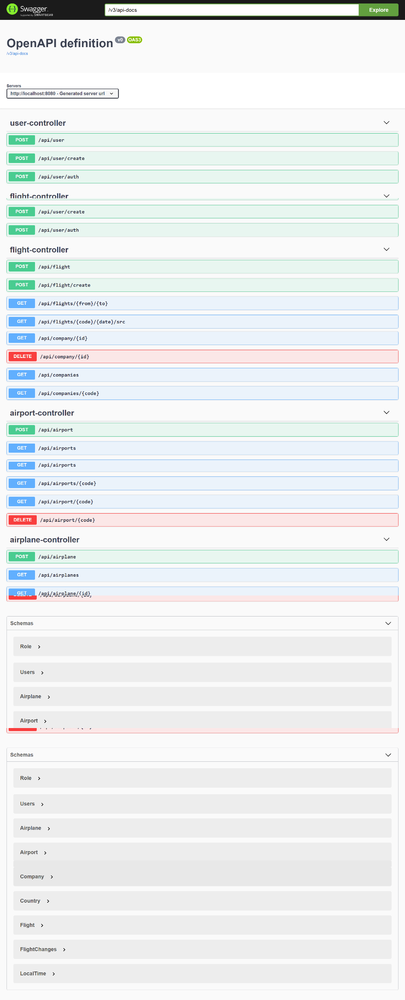 Swagger
Supported by SMARTBEAR
/v3/api-docs
Explore
OpenAPI definition v0 OAS3
/v3/api-docs
Servers
http://localhost:8080 - Generated server url
user-controller
POST /api/user
POST /api/user/create
POST /api/user/auth
flight-controller
POST /api/user/create
POST /api/user/auth
flight-controller
POST /api/flight
POST /api/flight/create
GET /api/flights/{from}/{to}
GET /api/flights/{code}/{date}/src
GET /api/company/{id}
DELETE /api/company/{id}
GET /api/companies
GET /api/companies/{code}
airport-controller
POST /api/airport
GET /api/airports
GET /api/airports
GET /api/airports/{code}
GET /api/airport/{code}
DELETE /api/airport/{code}
airplane-controller
POST /api/airplane
GET /api/airplanes
GET /api/airplane/{id}
Schemas
Role
Users
Airplane
Airport
Schemas
Role
Users
Airplane
Airport
Company
Country
Flight
FlightChanges
LocalTime